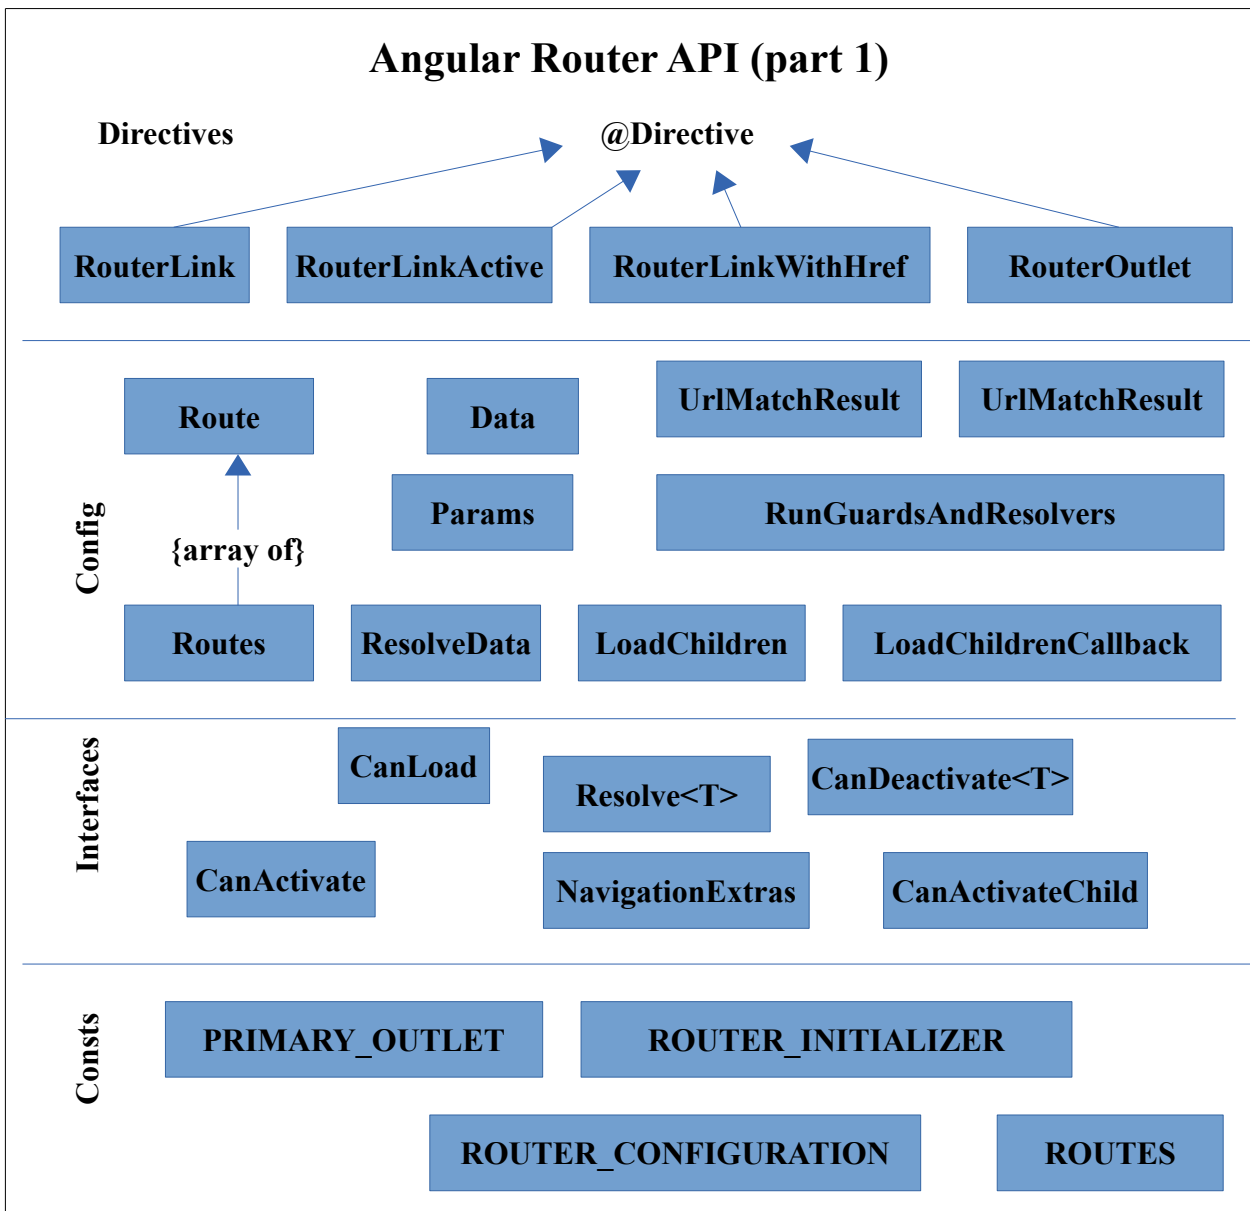 Angular Router API (part 1)
Directives
@Directive
RouterLink
RouterLinkActive
RouterLinkWithHref
RouterOutlet
Config
Route
Data
UrlMatchResult
UrlMatchResult
Params
RunGuardsAndResolvers
{array of}
Routes
ResolveData
LoadChildren
LoadChildrenCallback
Interfaces
CanLoad
Resolve<T>
CanDeactivate<T>
CanActivate
NavigationExtras
CanActivateChild
Consts
PRIMARY_OUTLET
ROUTER_INITIALIZER
ROUTER_CONFIGURATION
ROUTES